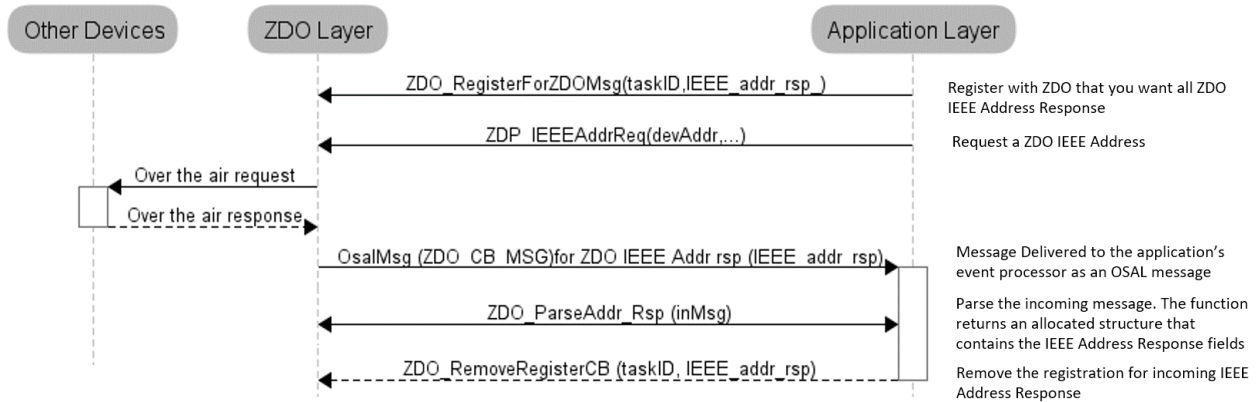 Other Devices
ZDO Layer
Application Layer
ZDO_RegisterForZDOMsg(taskID,IEEE_addr_rsp_)
Register with ZDO that you want all ZDO
IEEE Address Response
ZDP_IEEEAddrReq(devAddr,...)
Request a ZDO IEEE Address
Over the air request
Over the air response
OsalMsg (ZDO_CB_MSG)for ZDO IEEE Addr rsp (IEEE_addr_rsp)
Message Delivered to the application's
event processor as an OSAL message
ZDO_ParseAddr_Rsp (inMsg)
Parse the incoming message. The function
returns an allocated structure that
contains the IEEE Address Response fields
ZDO_RemoveRegisterCB (taskID, IEEE_addr_rsp)
Remove the registration for incoming IEEE
Address Response